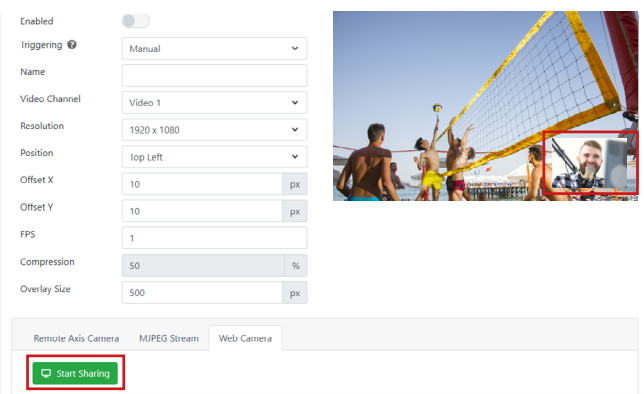 Enabled
Triggering ?
Manual
Name
Video Channel
Video 1
Resolution
1920 x 1080
Position
Top Left
Offset X
10 px
Offset Y
10 px
FPS
1
Compression
50 %
Overlay Size
500 px
Remote Axis Camera MJPEG Stream Web Camera
Start Sharing